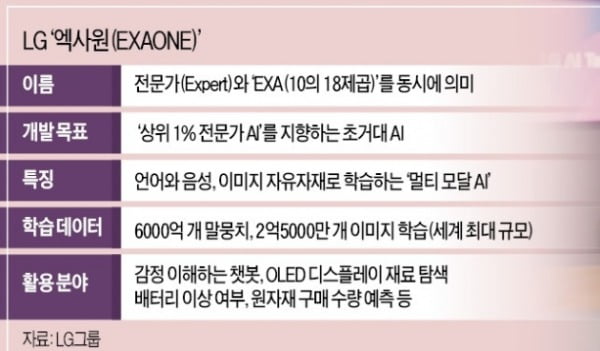 LG ‘엑사원(EXAONE)’
이름 전문가(Expert)와 ‘EXA(10의 18제곱)’를 동시에 의미
개발 목표 ‘상위 1% 전문가 AI’를 지향하는 초거대 AI
특징 언어와 음성, 이미지 자유자재로 학습하는 ‘멀티 모달 AI’
학습 데이터 6000억 개 말뭉치, 2억5000만 개 이미지 학습(세계 최대 규모)
활용 분야 감정 이해하는 챗봇, OLED 디스플레이 재료 탐색
배터리 이상 여부, 원자재 구매 수량 예측 등
자료: LG그룹